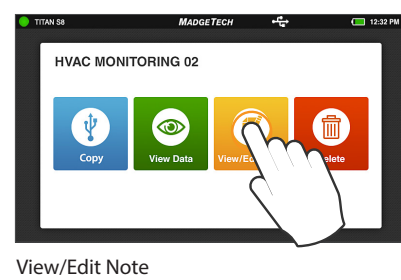 TITAN S8 MADGETECH 12:32 PM
HVAC MONITORING 02
Copy View Data View/Ed elete
View/Edit Note